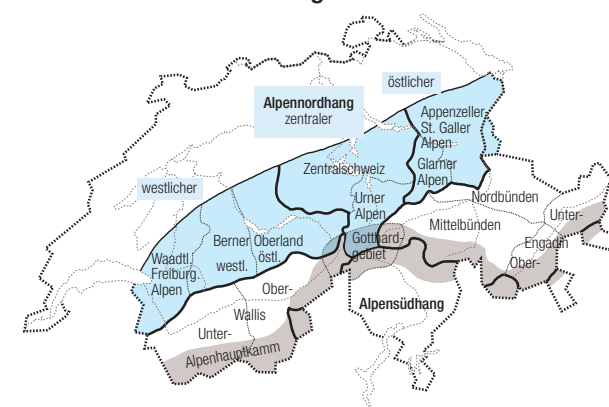 östlicher
Alpennordhang
zentraler
Appenzeller-
St. Galler
Alpen
Zentralschweiz
Glarner
Alpen
westlicher
Urner
Alpen
Nordbünden
Unter-
Mittelbünden
Berner Oberland
westl.
östl.
Gotthard-
gebiet
Engadin
Ober-
Waadtl.
Freiburg.
Alpen
Ober-
Wallis
Unter-
Alpensüdhang
Alpenhauptkamm